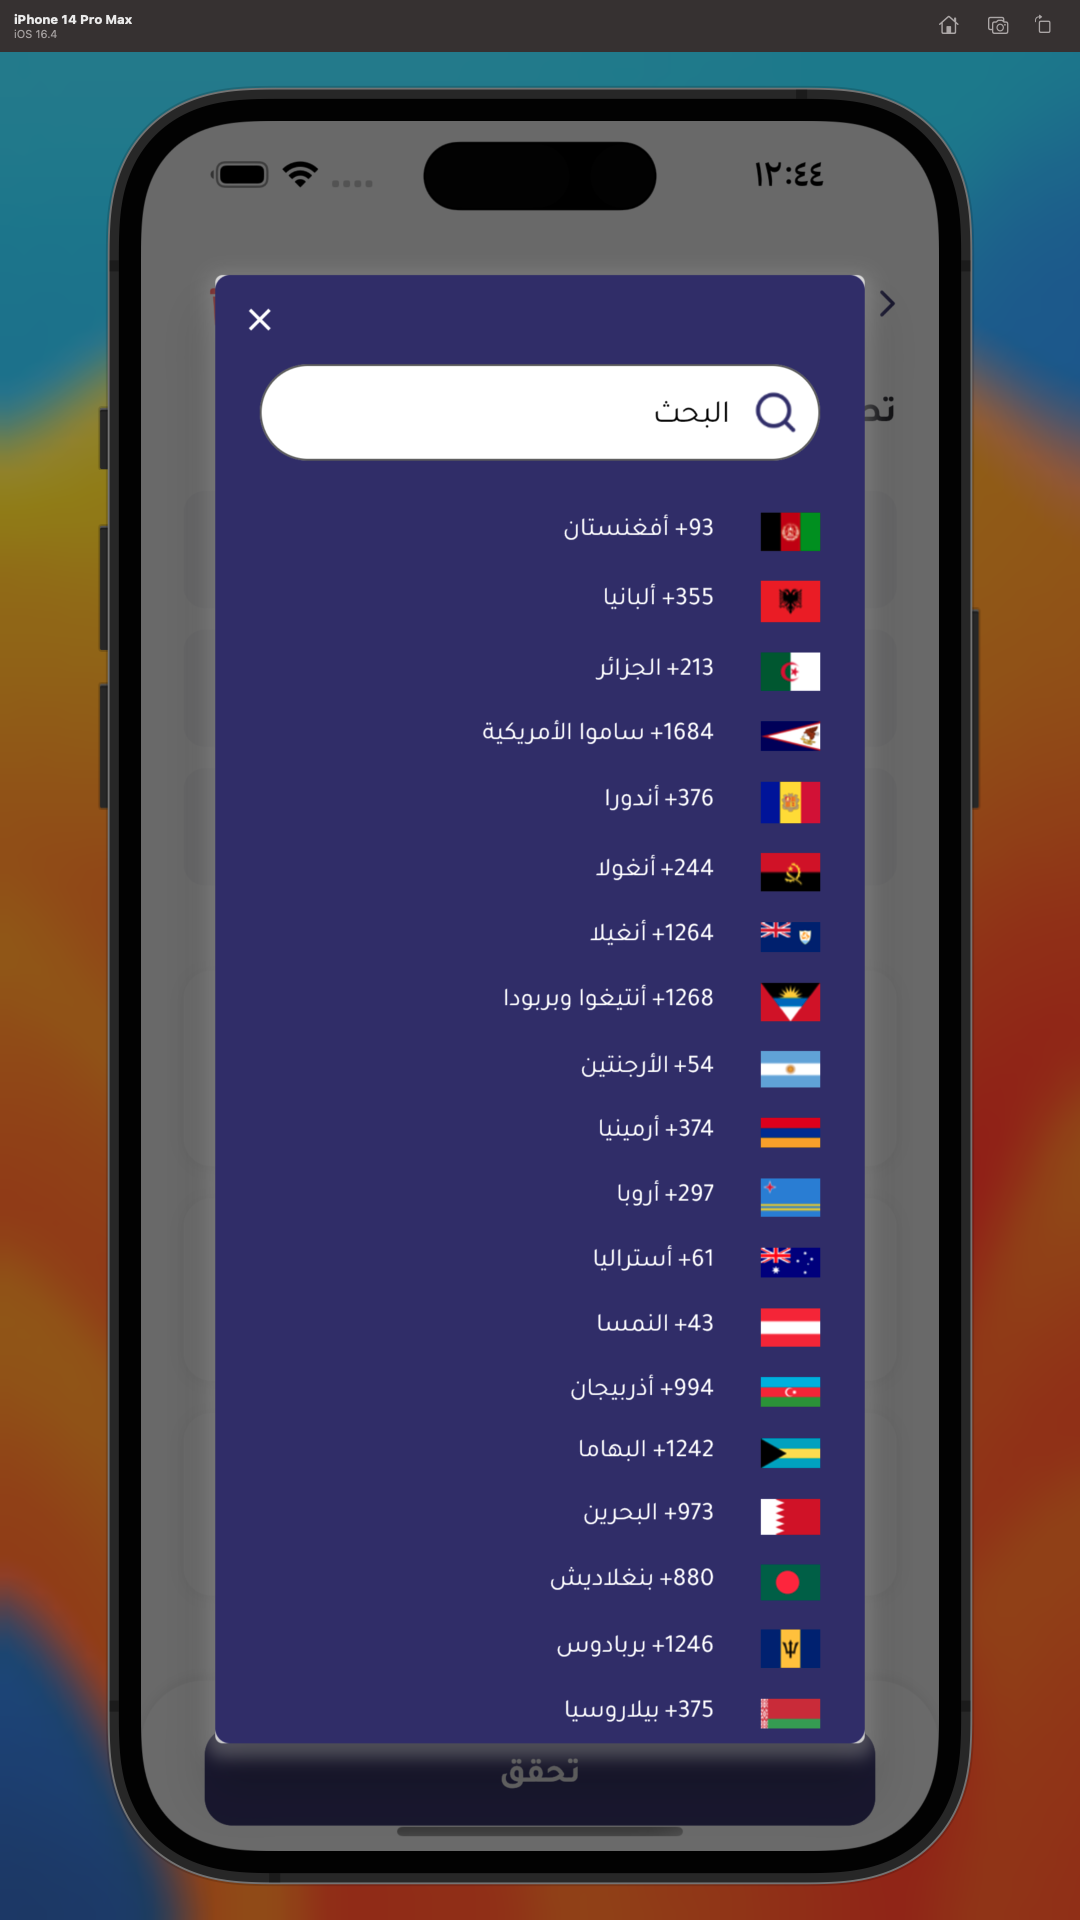 iPhone 14 Pro Max
iOS 16.4
١٢:٤٤
البحث
+93 أفغنستان
+355 ألبانيا
+213 الجزائر
+1684 ساموا الأمريكية
+376 أندورا
+244 أنغولا
+1264 أنغيلا
+1268 أنتيغوا وبربودا
+54 الأرجنتين
+374 أرمينيا
+297 أروبا
+61 أستراليا
+43 النمسا
+994 أذربيجان
+1242 البهاما
+973 البحرين
+880 بنغلاديش
+1246 بربادوس
+375 بيلاروسيا
تحقق